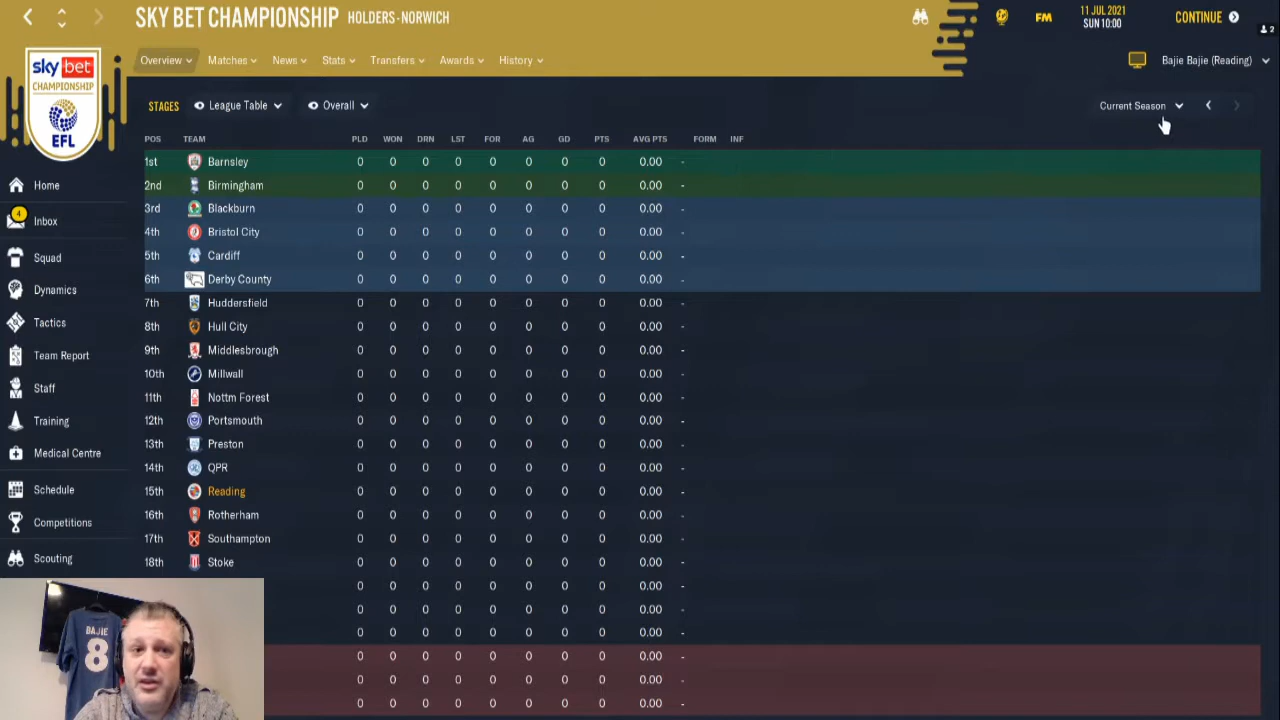 SKY BET CHAMPIONSHIP HOLDERS-NORWICH
11 JUL 2021
SUN 10:00
FM
CONTINUE
2
sky bet
CHAMPIONSHIP
EFL
Overview Matches News Stats Transfers Awards History
Bajie Bajie (Reading)
STAGES League Table Overall Current Season
POS TEAM PLD WON DRN LST FOR AG GD PTS AVG PTS FORM INF
1st Barnsley 0 0 0 0 0 0 0 0 0.00 -
2nd Birmingham 0 0 0 0 0 0 0 0 0.00 -
3rd Blackburn 0 0 0 0 0 0 0 0 0.00 -
4th Bristol City 0 0 0 0 0 0 0 0 0.00 -
5th Cardiff 0 0 0 0 0 0 0 0 0.00 -
6th Derby County 0 0 0 0 0 0 0 0 0.00 -
7th Huddersfield 0 0 0 0 0 0 0 0 0.00 -
8th Hull City 0 0 0 0 0 0 0 0 0.00 -
9th Middlesbrough 0 0 0 0 0 0 0 0 0.00 -
10th Millwall 0 0 0 0 0 0 0 0 0.00 -
11th Nottm Forest 0 0 0 0 0 0 0 0 0.00 -
12th Portsmouth 0 0 0 0 0 0 0 0 0.00 -
13th Preston 0 0 0 0 0 0 0 0 0.00 -
14th QPR 0 0 0 0 0 0 0 0 0.00 -
15th Reading 0 0 0 0 0 0 0 0 0.00 -
16th Rotherham 0 0 0 0 0 0 0 0 0.00 -
17th Southampton 0 0 0 0 0 0 0 0 0.00 -
18th Stoke 0 0 0 0 0 0 0 0 0.00 -
0 0 0 0 0 0 0 0 0.00 -
0 0 0 0 0 0 0 0 0.00 -
0 0 0 0 0 0 0 0 0.00 -
0 0 0 0 0 0 0 0 0.00 -
0 0 0 0 0 0 0 0 0.00 -
0 0 0 0 0 0 0 0 0.00 -
Home
4
Inbox
Squad
Dynamics
Tactics
Team Report
Staff
Training
Medical Centre
Schedule
Competitions
Scouting
BAJIE
8